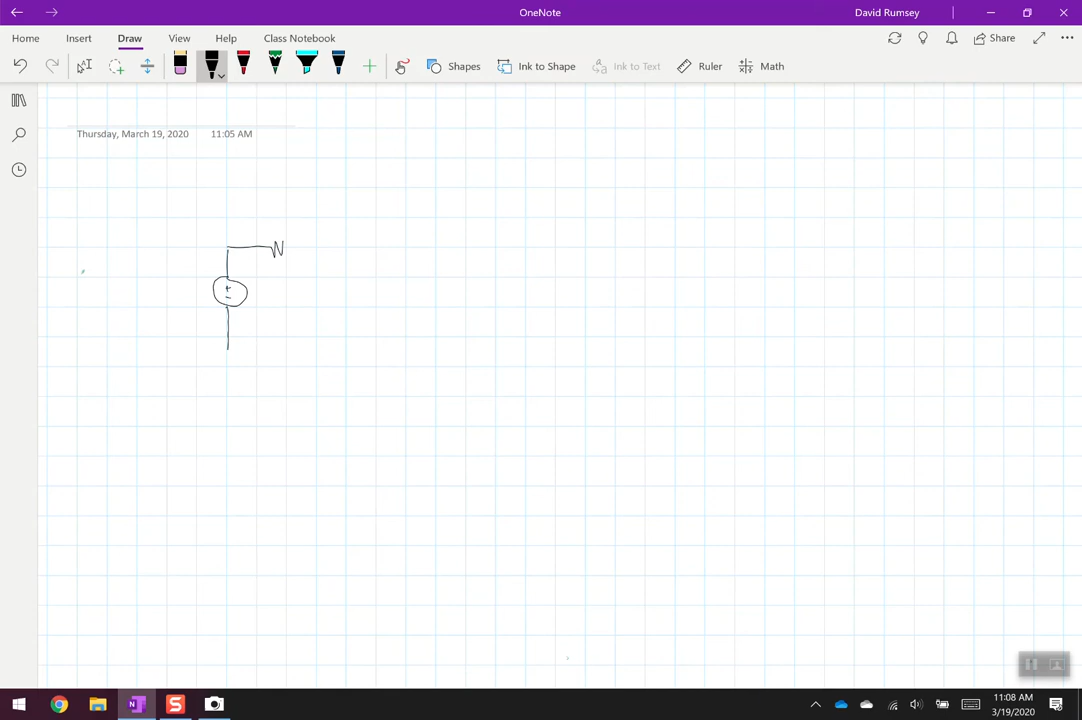 OneNote
David Rumsey
Home Insert Draw View Help Class Notebook
Share
Shapes Ink to Shape Ink to Text Ruler Math
Thursday, March 19, 2020 11:05 AM
+
−
11:08 AM
3/19/2020